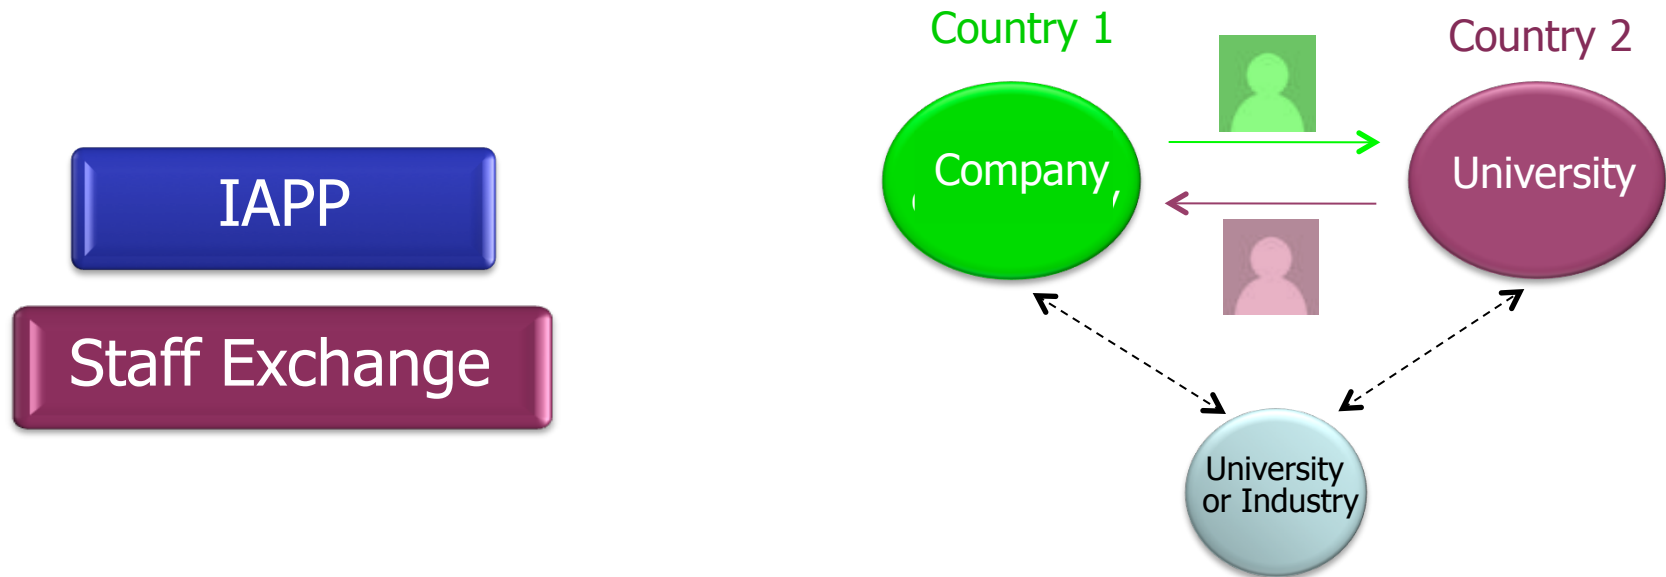 IAPP
Staff Exchange
Country 1
Country 2
Company
University
University
or Industry